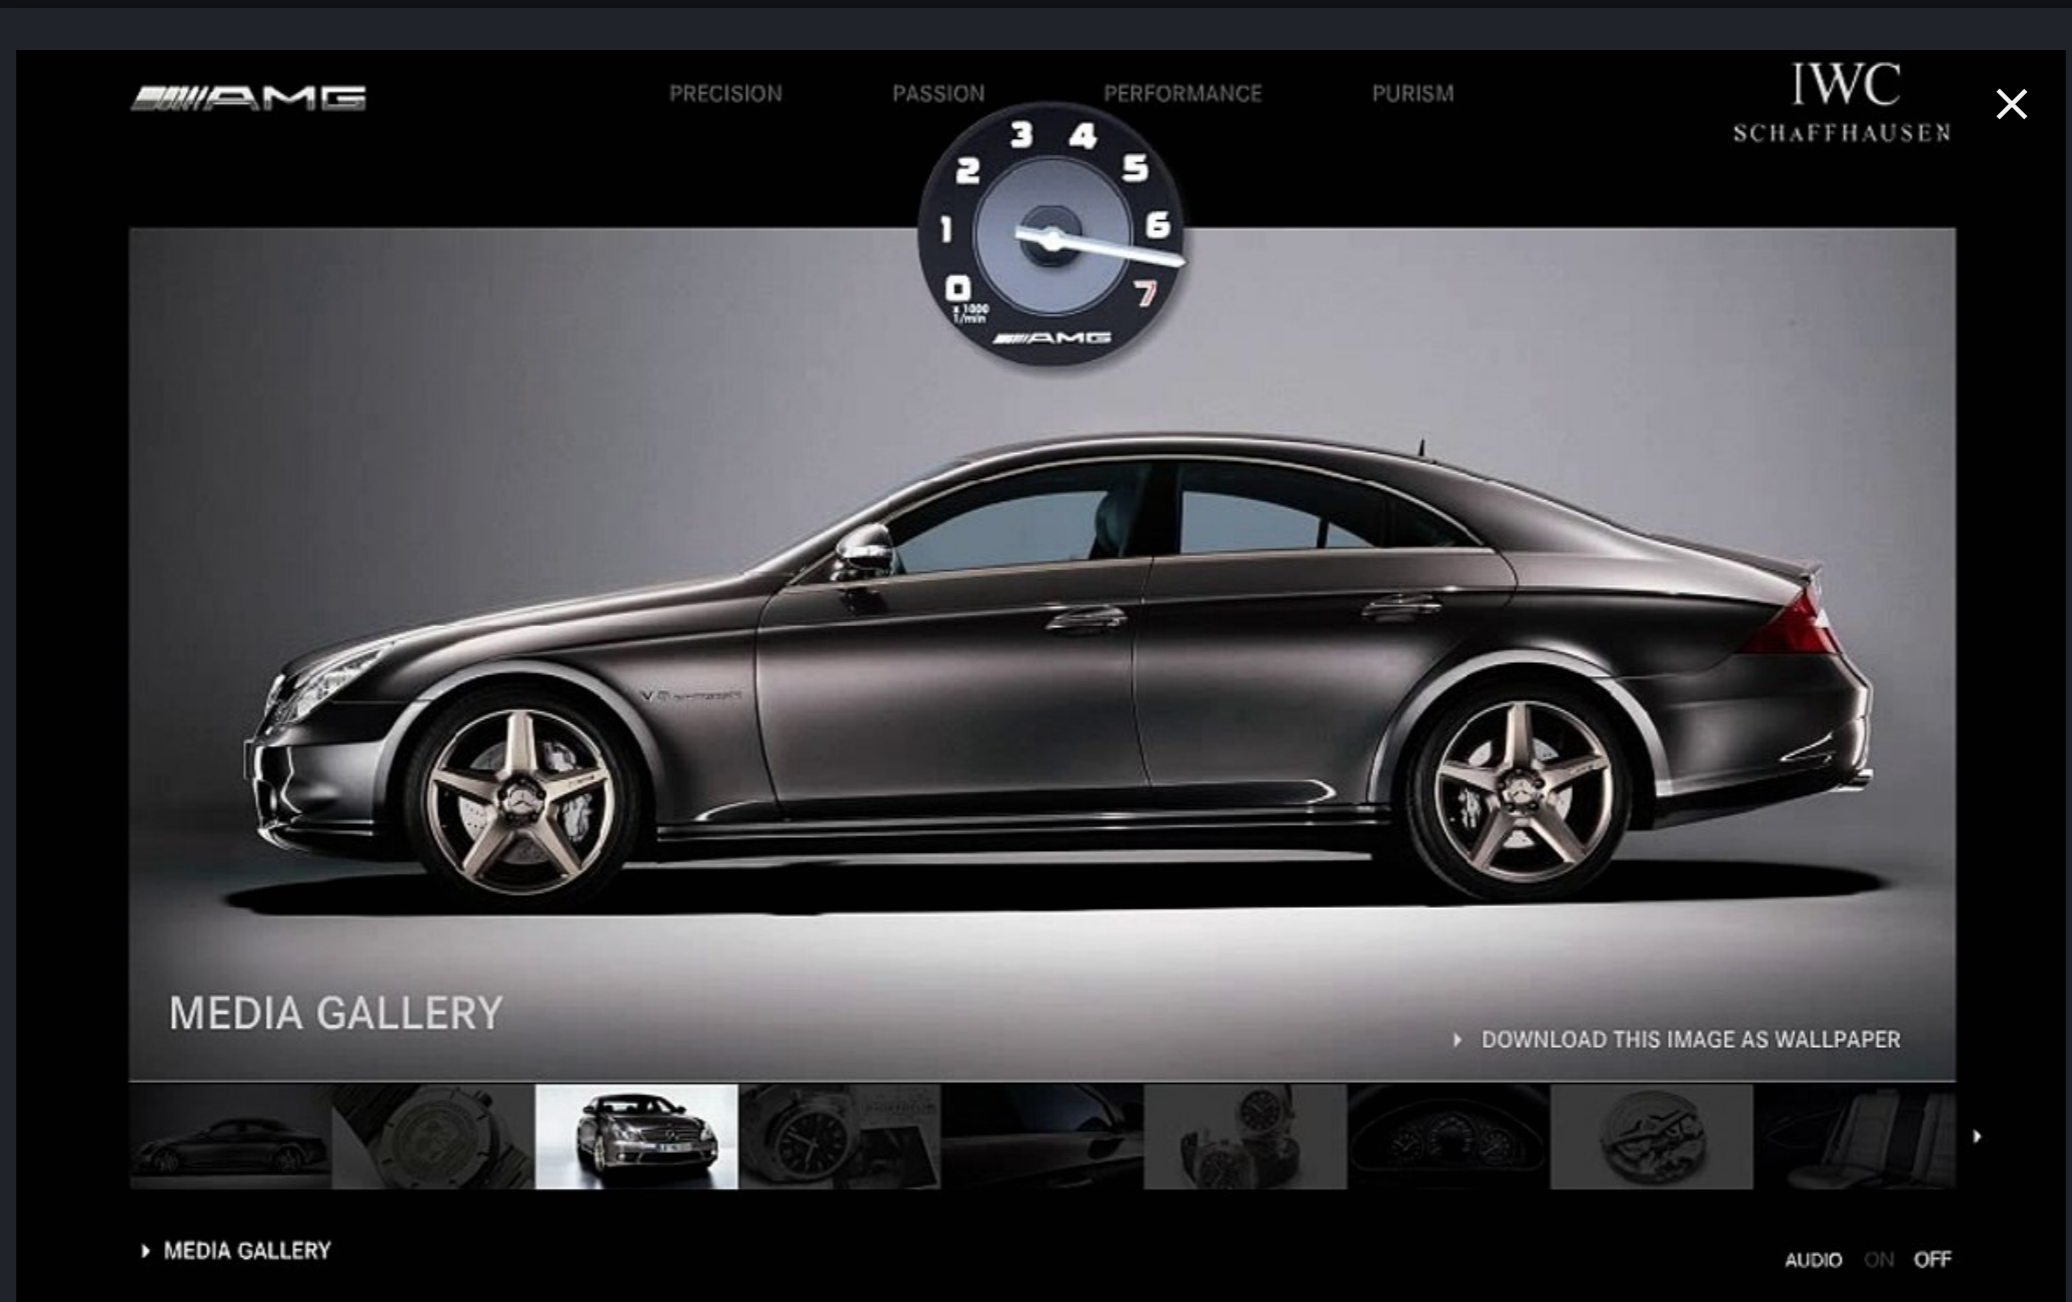 AMG
PRECISION
PASSION
PERFORMANCE
PURISM
IWC
SCHAFFHAUSEN
3 4
2 5
1 6
0 7
x 1000
1/min
AMG
V8
MEDIA GALLERY
DOWNLOAD THIS IMAGE AS WALLPAPER
MEDIA GALLERY
AUDIO ON OFF